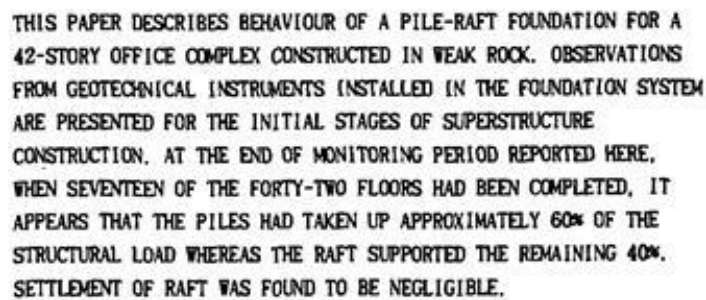 THIS PAPER DESCRIBES BEHAVIOUR OF A PILE-RAFT FOUNDATION FOR A
42-STORY OFFICE COMPLEX CONSTRUCTED IN WEAK ROCK. OBSERVATIONS
FROM GEOTECHNICAL INSTRUMENTS INSTALLED IN THE FOUNDATION SYSTEM
ARE PRESENTED FOR THE INITIAL STAGES OF SUPERSTRUCTURE
CONSTRUCTION. AT THE END OF MONITORING PERIOD REPORTED HERE,
WHEN SEVENTEEN OF THE FORTY-TWO FLOORS HAD BEEN COMPLETED, IT
APPEARS THAT THE PILES HAD TAKEN UP APPROXIMATELY 60% OF THE
STRUCTURAL LOAD WHEREAS THE RAFT SUPPORTED THE REMAINING 40%.
SETTLEMENT OF RAFT WAS FOUND TO BE NEGLIGIBLE.